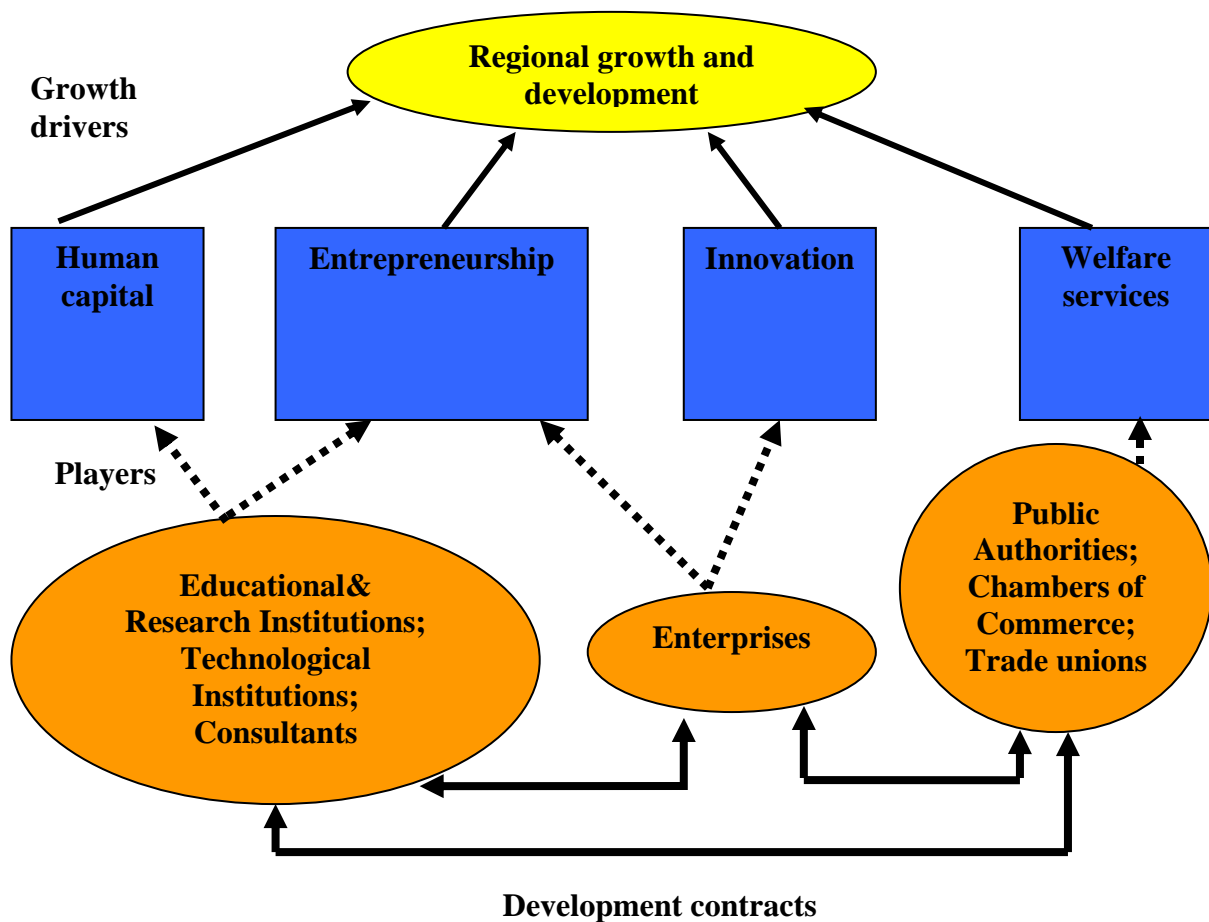 Regional growth and
development
Growth
drivers
Human
capital
Entrepreneurship
Innovation
Welfare
services
Players
Educational&
Research Institutions;
Technological
Institutions;
Consultants
Enterprises
Public
Authorities;
Chambers of
Commerce;
Trade unions
Development contracts